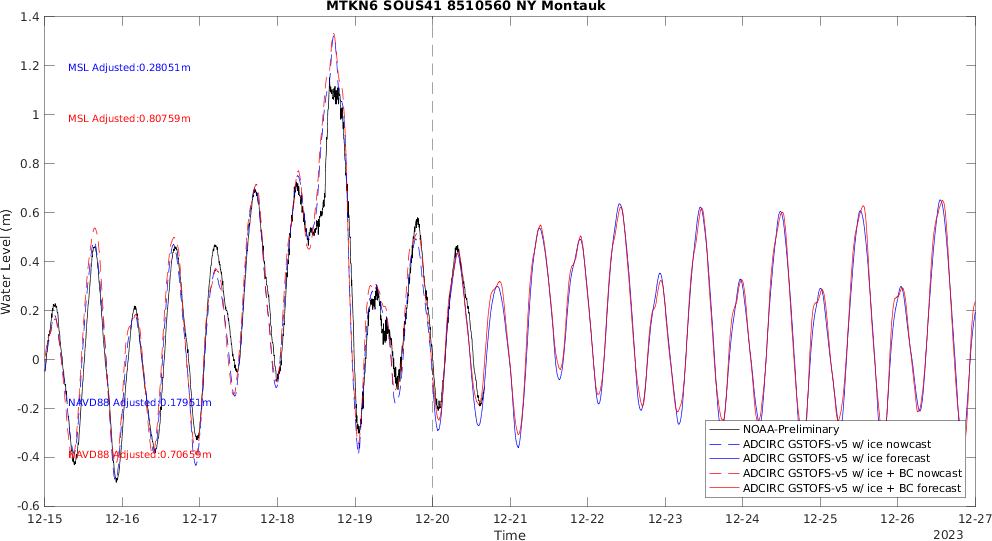 MTKN6 SOUS41 8510560 NY Montauk
1.4
1.2
1
0.8
0.6
0.4
0.2
0
-0.2
-0.4
-0.6
Water Level (m)
MSL Adjusted:0.28051m
MSL Adjusted:0.80759m
NAVD88 Adjusted:0.17951m
NAVD88 Adjusted:0.70659m
NOAA-Preliminary
ADCIRC GSTOFS-v5 w/ ice nowcast
ADCIRC GSTOFS-v5 w/ ice forecast
ADCIRC GSTOFS-v5 w/ ice + BC nowcast
ADCIRC GSTOFS-v5 w/ ice + BC forecast
12-15 12-16 12-17 12-18 12-19 12-20 12-21 12-22 12-23 12-24 12-25 12-26 12-27
Time
2023